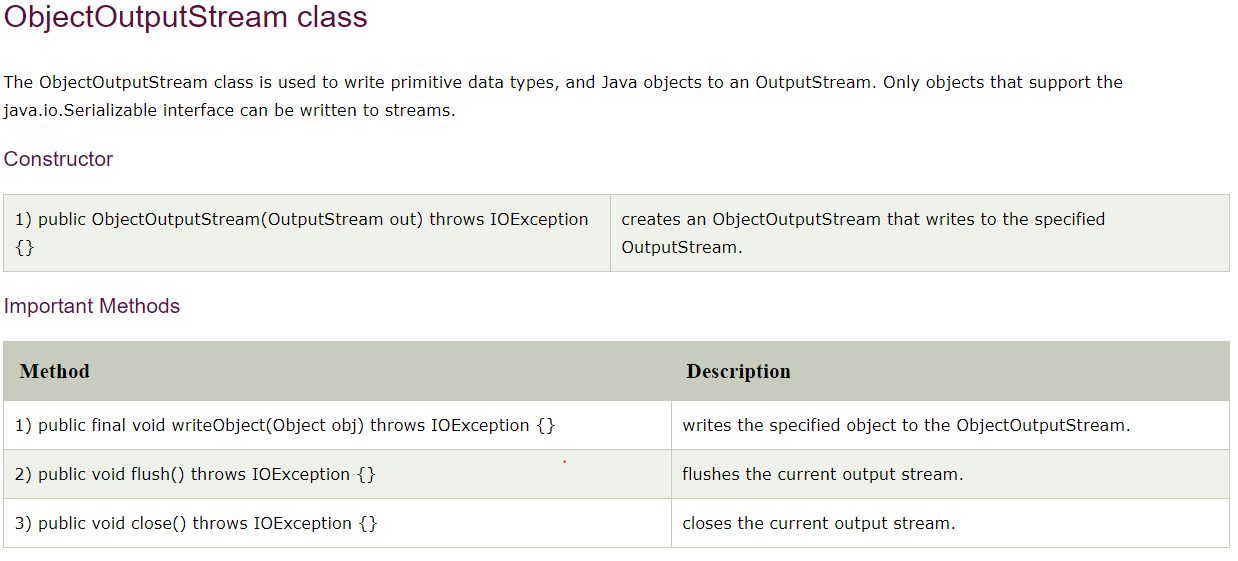 ObjectOutputStream class
The ObjectOutputStream class is used to write primitive data types, and Java objects to an OutputStream. Only objects that support the
java.io.Serializable interface can be written to streams.
Constructor
1) public ObjectOutputStream(OutputStream out) throws IOException
{}
creates an ObjectOutputStream that writes to the specified
OutputStream.
Important Methods
Method Description
1) public final void writeObject(Object obj) throws IOException {} writes the specified object to the ObjectOutputStream.
2) public void flush() throws IOException {} flushes the current output stream.
3) public void close() throws IOException {} closes the current output stream.